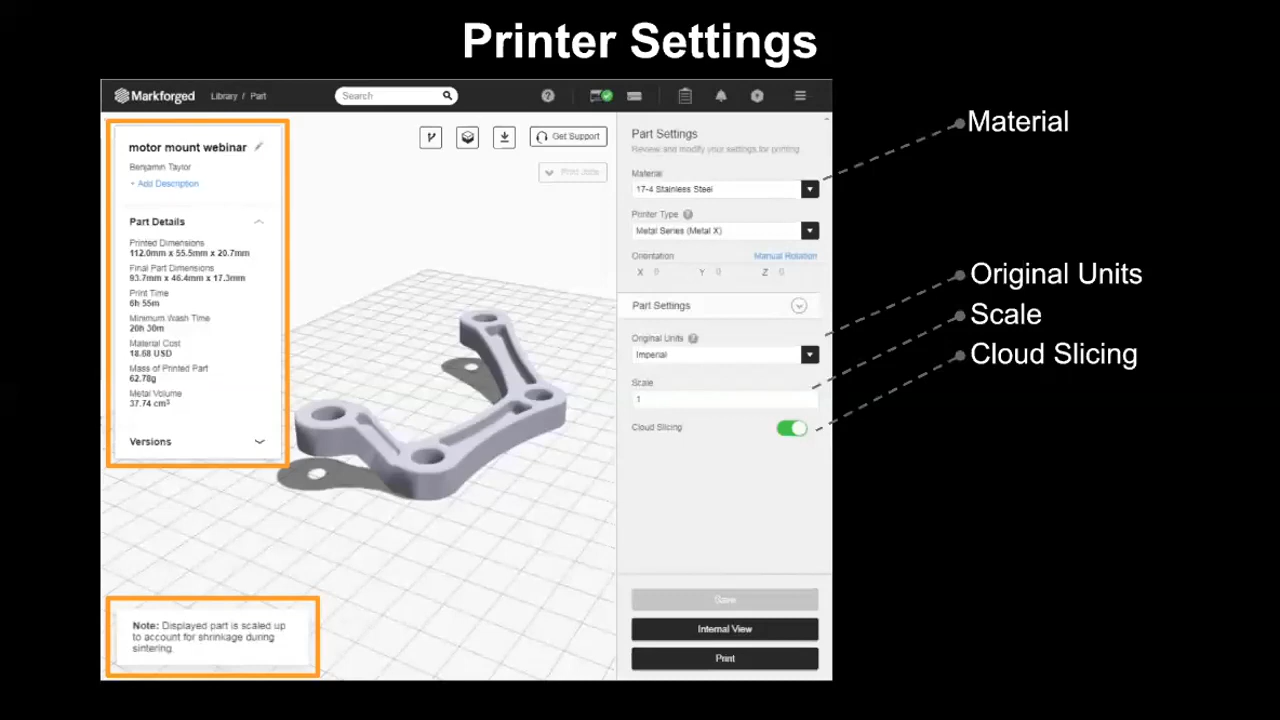 Printer Settings
Markforged
Library / Part
Search
motor mount webinar
Benjamin Taylor
+ Add Description
Part Details
Printed Dimensions
112.0mm x 55.5mm x 20.7mm
Final Part Dimensions
93.7mm x 46.4mm x 17.3mm
Print Time
6h 55m
Minimum Wash Time
20h 30m
Material Cost
18.68 USD
Mass of Printed Part
62.78g
Metal Volume
37.74 cm³
Versions
Get Support
Print Jobs
Note: Displayed part is scaled up
to account for shrinkage during
sintering.
Part Settings
Review and modify your settings for printing
Material
17-4 Stainless Steel
Printer Type
Metal Series (Metal X)
Orientation
Manual Rotation
X 0 Y 0 Z 0
Part Settings
Original Units
Imperial
Scale
1
Cloud Slicing
Save
Internal View
Print
Material
Original Units
Scale
Cloud Slicing